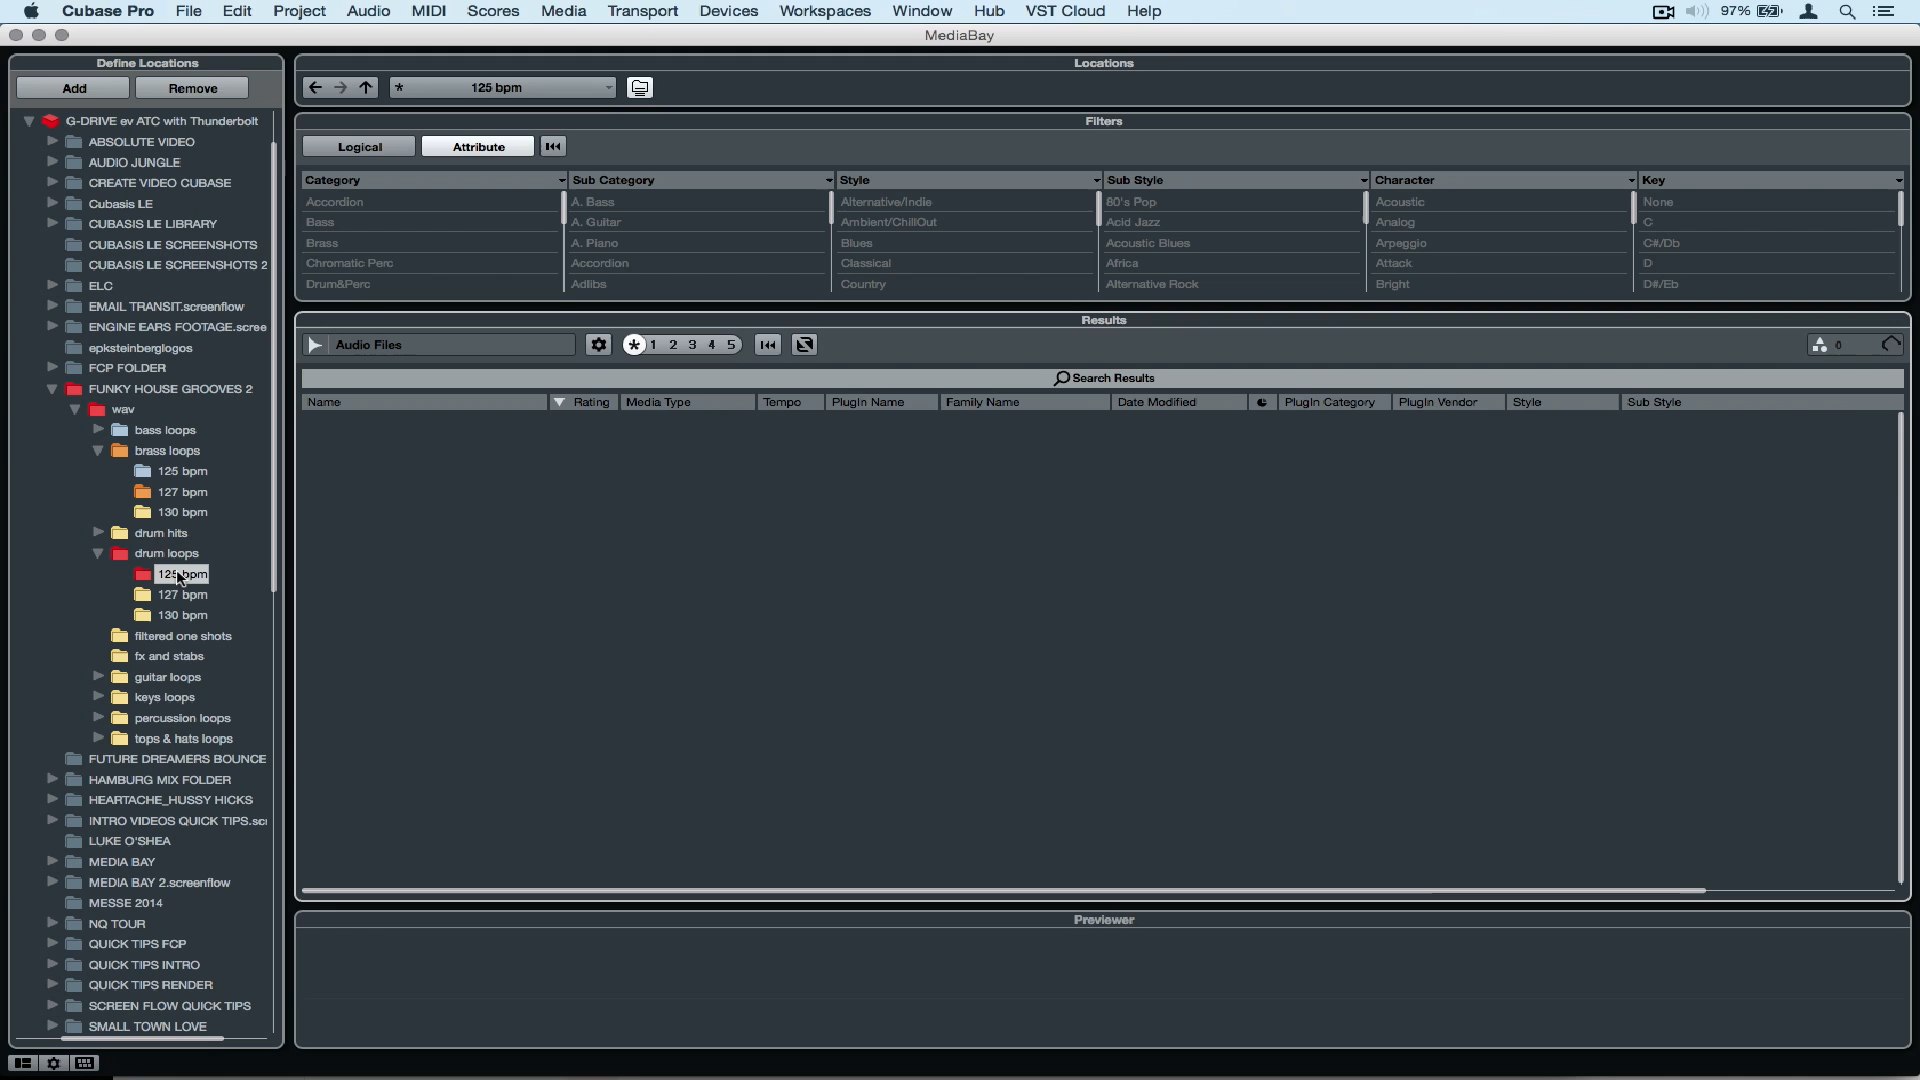 Cubase Pro File Edit Project Audio MIDI Scores Media Transport Devices Workspaces Window Hub VST Cloud Help 97%
MediaBay
Define Locations
Add Remove
G-DRIVE ev ATC with Thunderbolt
ABSOLUTE VIDEO
AUDIO JUNGLE
CREATE VIDEO CUBASE
Cubasis LE
CUBASIS LE LIBRARY
CUBASIS LE SCREENSHOTS
CUBASIS LE SCREENSHOTS 2
ELC
EMAIL TRANSIT.screenflow
ENGINE EARS FOOTAGE.scree
epksteinberglogos
FCP FOLDER
FUNKY HOUSE GROOVES 2
wav
bass loops
brass loops
125 bpm
127 bpm
130 bpm
drum hits
drum loops
125 bpm
127 bpm
130 bpm
filtered one shots
fx and stabs
guitar loops
keys loops
percussion loops
tops & hats loops
FUTURE DREAMERS BOUNCE
HAMBURG MIX FOLDER
HEARTACHE_HUSSY HICKS
INTRO VIDEOS QUICK TIPS.scr
LUKE O'SHEA
MEDIA BAY
MEDIA BAY 2.screenflow
MESSE 2014
NQ TOUR
QUICK TIPS FCP
QUICK TIPS INTRO
QUICK TIPS RENDER
SCREEN FLOW QUICK TIPS
SMALL TOWN LOVE
Locations
* 125 bpm
Filters
Logical Attribute
Category Sub Category Style Sub Style Character Key
Accordion A. Bass Alternative/Indie 80's Pop Acoustic None
Bass A. Guitar Ambient/ChillOut Acid Jazz Analog C
Brass A. Piano Blues Acoustic Blues Arpeggio C#/Db
Chromatic Perc Accordion Classical Africa Attack D
Drum&Perc Adlibs Country Alternative Rock Bright D#/Eb
Results
Audio Files * 1 2 3 4 5 0
Search Results
Name Rating Media Type Tempo PlugIn Name Family Name Date Modified PlugIn Category PlugIn Vendor Style Sub Style
Previewer